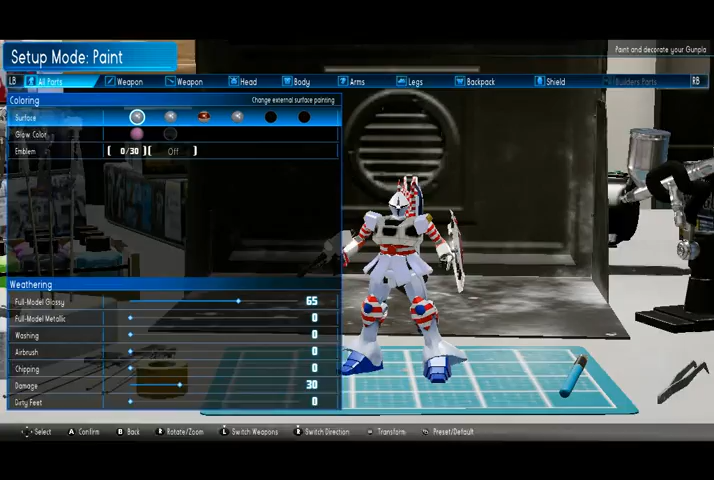 Setup Mode: Paint
Paint and decorate your Gunpla
LB All Parts Weapon Weapon Head Body Arms Legs Backpack Shield Builders Parts RB
Coloring Change external surface painting
Surface
Glow Color
Emblem [ 0/30 ] [ Off ]
Weathering
Full-Model Glossy 65
Full-Model Metallic 0
Washing 0
Airbrush 0
Chipping 0
Damage 30
Dirty Feet 0
Select A Confirm B Back R Rotate/Zoom L Switch Weapons R Switch Direction Transform Preset/Default